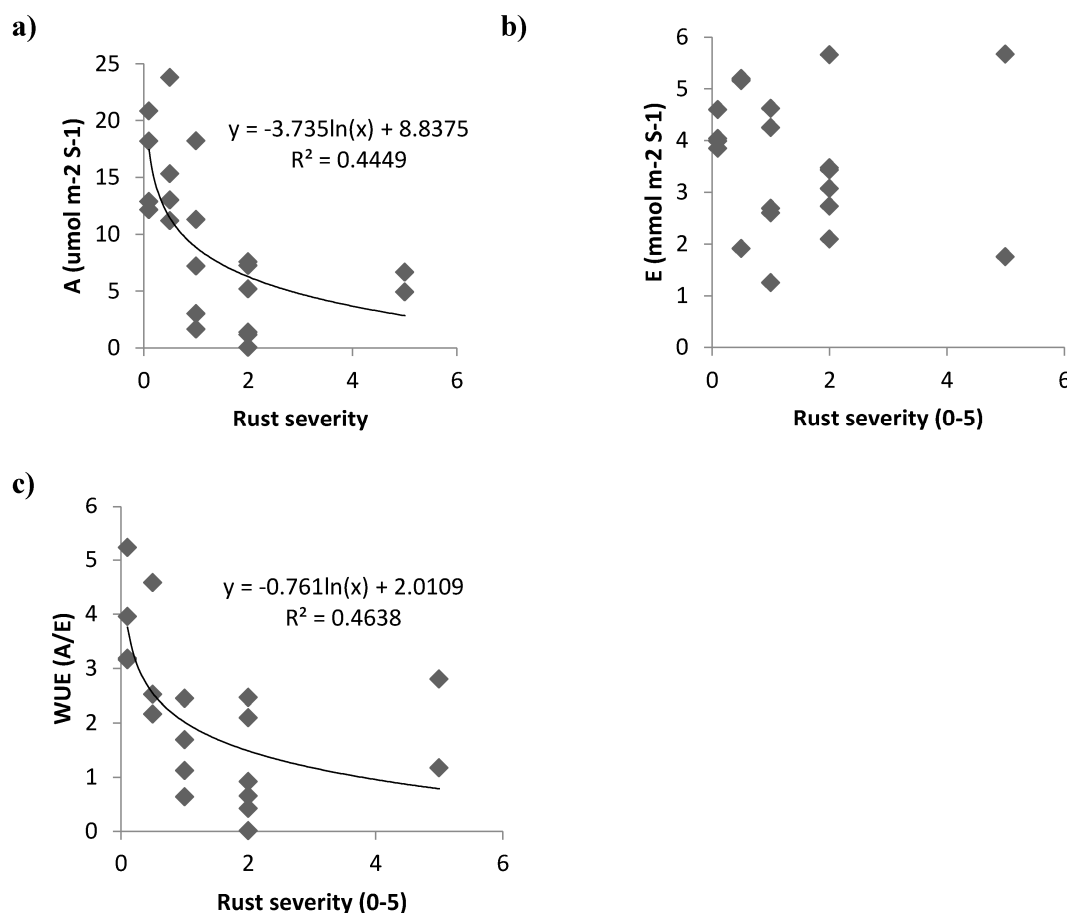 a)
25
20
15
10
5
0
A (umol m-2 S-1)
y = -3.735ln(x) + 8.8375
R² = 0.4449
0 2 4 6
Rust severity
b)
6
5
4
3
2
1
0
E (mmol m-2 S-1)
0 2 4 6
Rust severity (0-5)
c)
6
5
4
3
2
1
0
WUE (A/E)
y = -0.761ln(x) + 2.0109
R² = 0.4638
0 2 4 6
Rust severity (0-5)